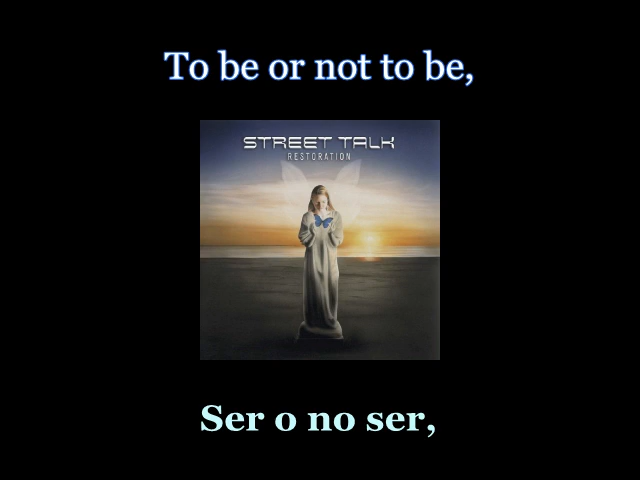 To be or not to be,
STREET TALK
RESTORATION
Ser o no ser,